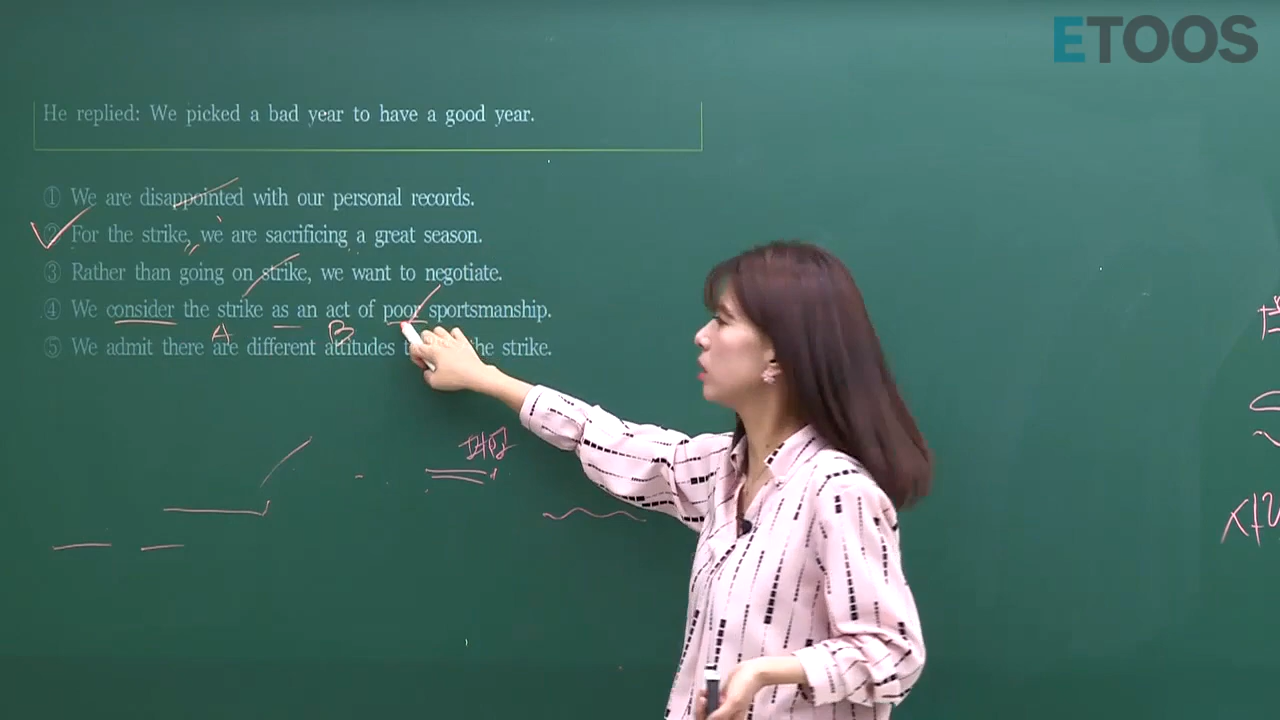 ETOOS
He replied: We picked a bad year to have a good year.
① We are disappointed with our personal records.
② For the strike, we are sacrificing a great season.
③ Rather than going on strike, we want to negotiate.
④ We consider the strike as an act of poor sportsmanship.
A B
⑤ We admit there are different attitudes the strike.